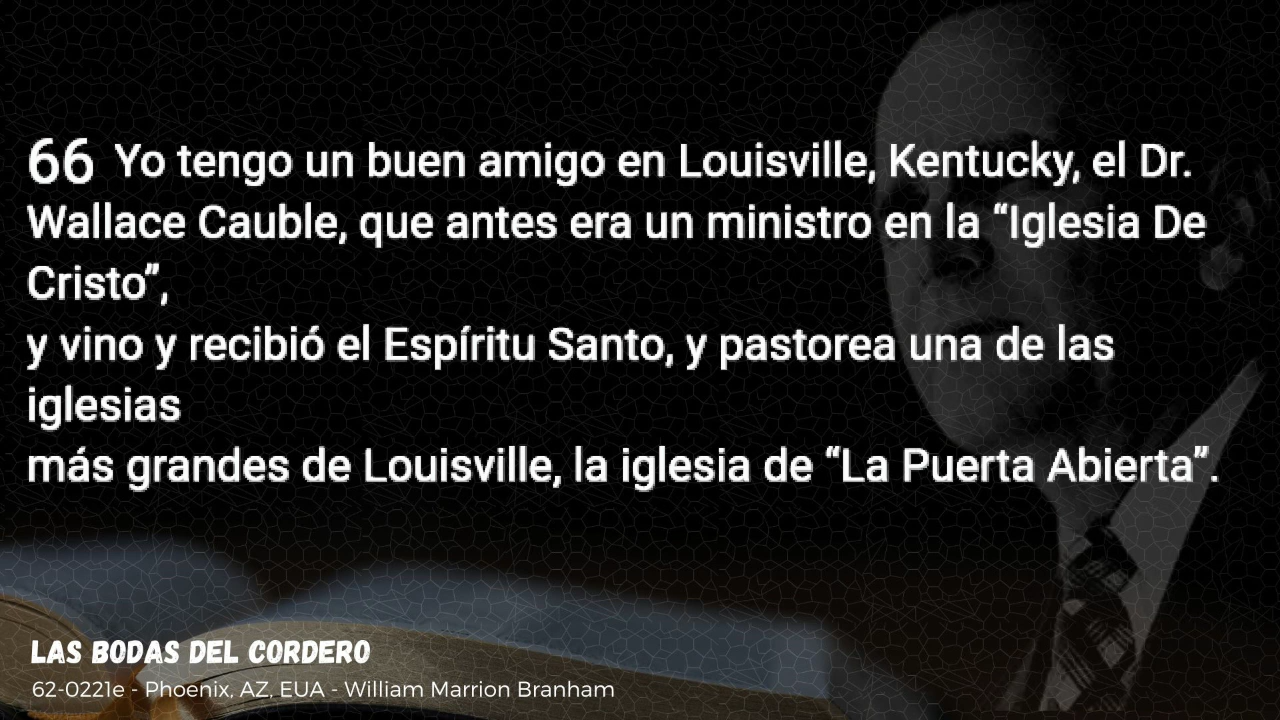 66 Yo tengo un buen amigo en Louisville, Kentucky, el Dr.
Wallace Cauble, que antes era un ministro en la “Iglesia De
Cristo”,
y vino y recibió el Espíritu Santo, y pastorea una de las
iglesias
más grandes de Louisville, la iglesia de “La Puerta Abierta”.
LAS BODAS DEL CORDERO
62-0221e - Phoenix, AZ, EUA - William Marrion Branham